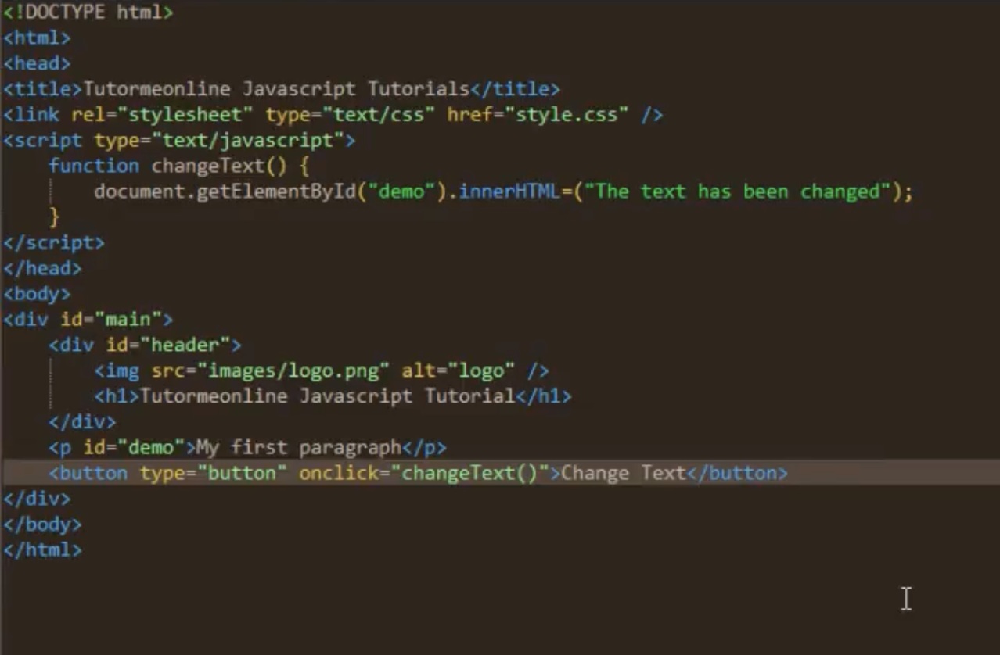 <!DOCTYPE html>
<html>
<head>
<title>Tutormeonline Javascript Tutorials</title>
<link rel="stylesheet" type="text/css" href="style.css" />
<script type="text/javascript">
    function changeText() {
        document.getElementById("demo").innerHTML=("The text has been changed");
    }
</script>
</head>
<body>
<div id="main">
    <div id="header">
        <img src="images/logo.png" alt="logo" />
        <h1>Tutormeonline Javascript Tutorial</h1>
    </div>
    <p id="demo">My first paragraph</p>
    <button type="button" onclick="changeText()">Change Text</button>
</div>
</body>
</html>